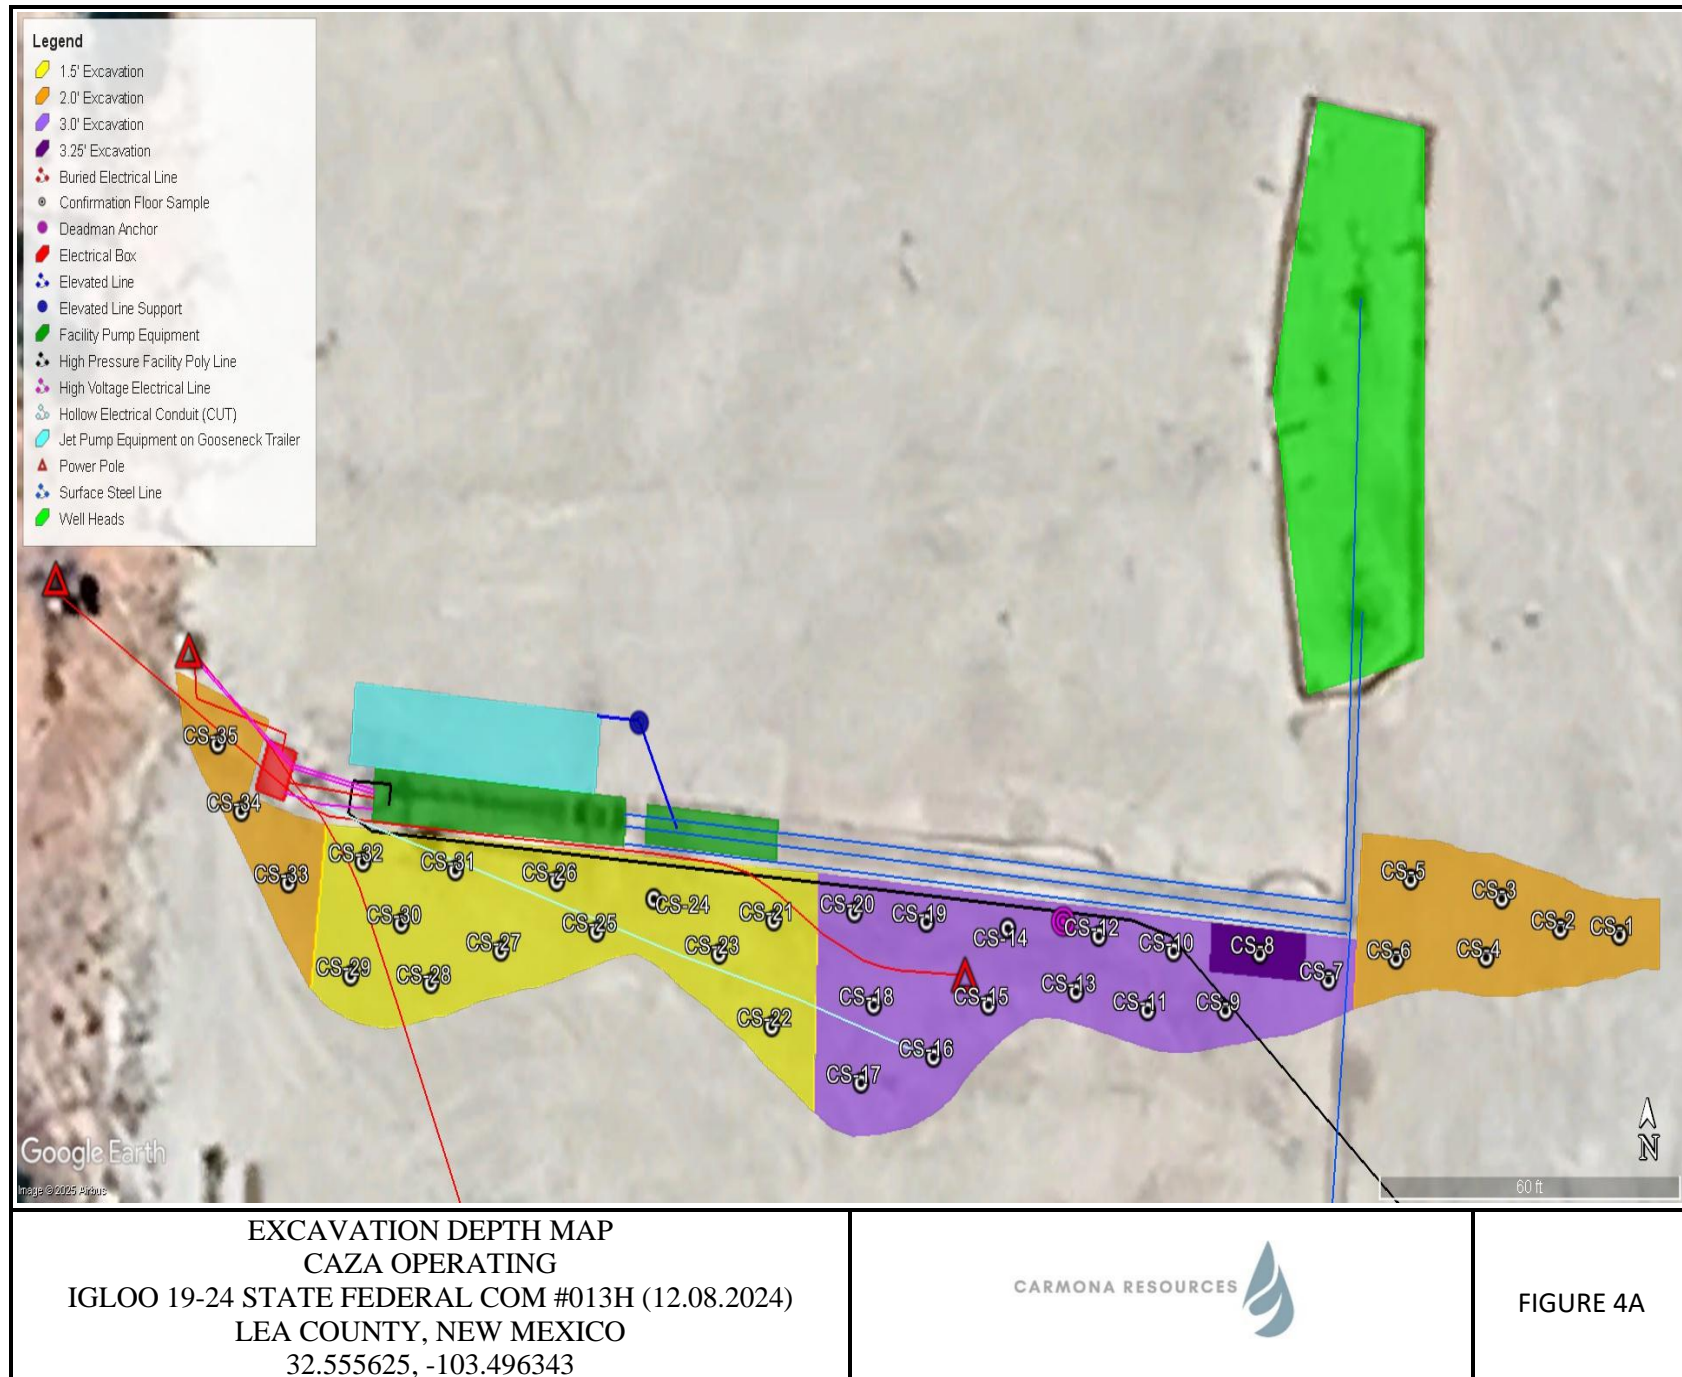 Legend
1.5' Excavation
2.0' Excavation
3.0' Excavation
3.25' Excavation
Buried Electrical Line
Confirmation Floor Sample
Deadman Anchor
Electrical Box
Elevated Line
Elevated Line Support
Facility Pump Equipment
High Pressure Facility Poly Line
High Voltage Electrical Line
Hollow Electrical Conduit (CUT)
Jet Pump Equipment on Gooseneck Trailer
Power Pole
Surface Steel Line
Well Heads
CS-35
CS-34
CS-33
CS-32
CS-31
CS-26
CS-24
CS-21
CS-30
CS-25
CS-27
CS-23
CS-29
CS-28
CS-22
CS-20
CS-19
CS-14
CS-12
CS-10
CS-8
CS-7
CS-18
CS-15
CS-13
CS-11
CS-9
CS-16
CS-17
CS-5
CS-3
CS-2
CS-1
CS-6
CS-4
N
60 ft
Google Earth
Image © 2025 Airbus
EXCAVATION DEPTH MAP
CAZA OPERATING
IGLOO 19-24 STATE FEDERAL COM #013H (12.08.2024)
LEA COUNTY, NEW MEXICO
32.555625, -103.496343
CARMONA RESOURCES
FIGURE 4A